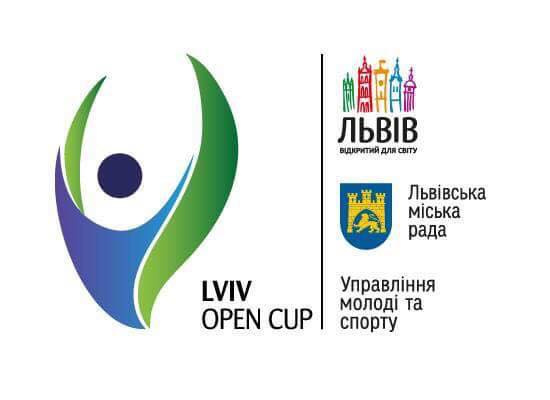 LVIV
OPEN CUP
ЛЬВІВ
ВІДКРИТИЙ ДЛЯ СВІТУ
Львівська
міська
рада
Управління
молоді та
спорту